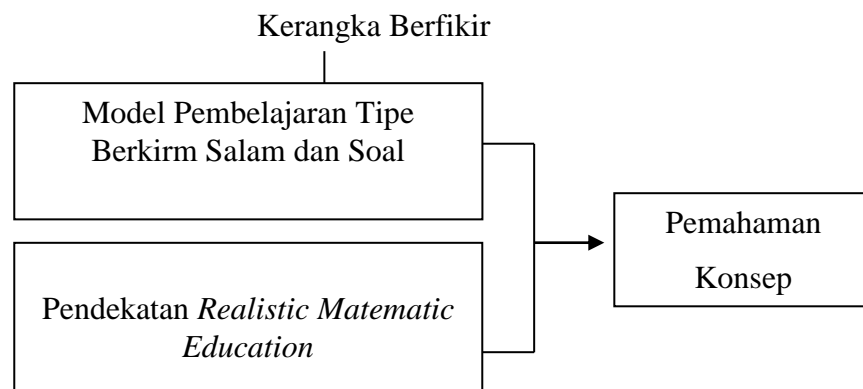 Kerangka Berfikir
Model Pembelajaran Tipe
Berkirm Salam dan Soal
Pendekatan Realistic Matematic
Education
Pemahaman
Konsep